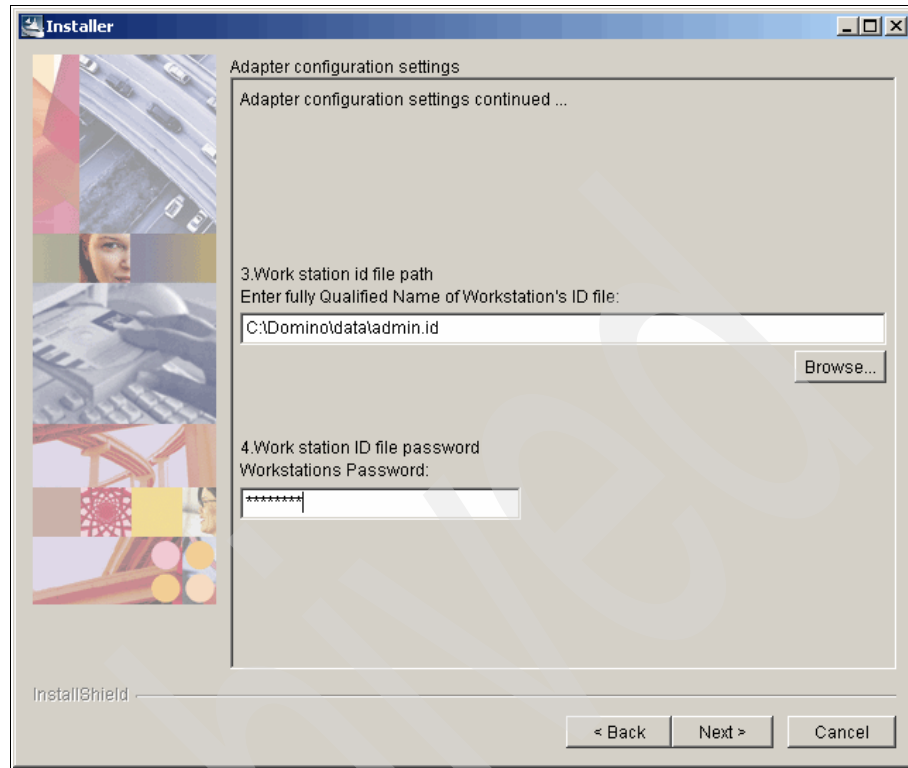 Installer
Adapter configuration settings
Adapter configuration settings continued ...
3.Work station id file path
Enter fully Qualified Name of Workstation's ID file:
C:\Domino\data\admin.id
Browse...
4.Work station ID file password
Workstations Password:
********
InstallShield
< Back
Next >
Cancel